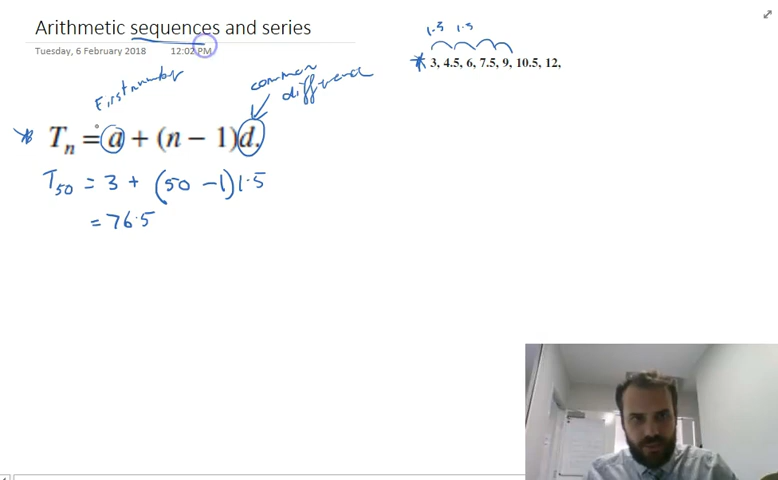 Arithmetic sequences and series
Tuesday, 6 February 2018 12:02 PM
1.5 1.5
* 3, 4.5, 6, 7.5, 9, 10.5, 12,
First number
common difference
* Tn = a + (n − 1)d.
T50 = 3 + (50 − 1) 1.5
= 76.5